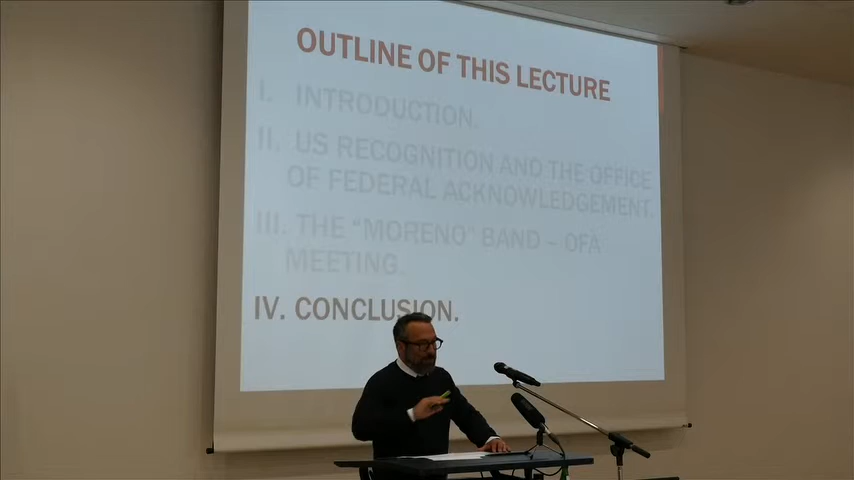 OUTLINE OF THIS LECTURE
I. INTRODUCTION.
II. US RECOGNITION AND THE OFFICE
OF FEDERAL ACKNOWLEDGEMENT.
III. THE “MORENO” BAND – OFA
MEETING.
IV. CONCLUSION.